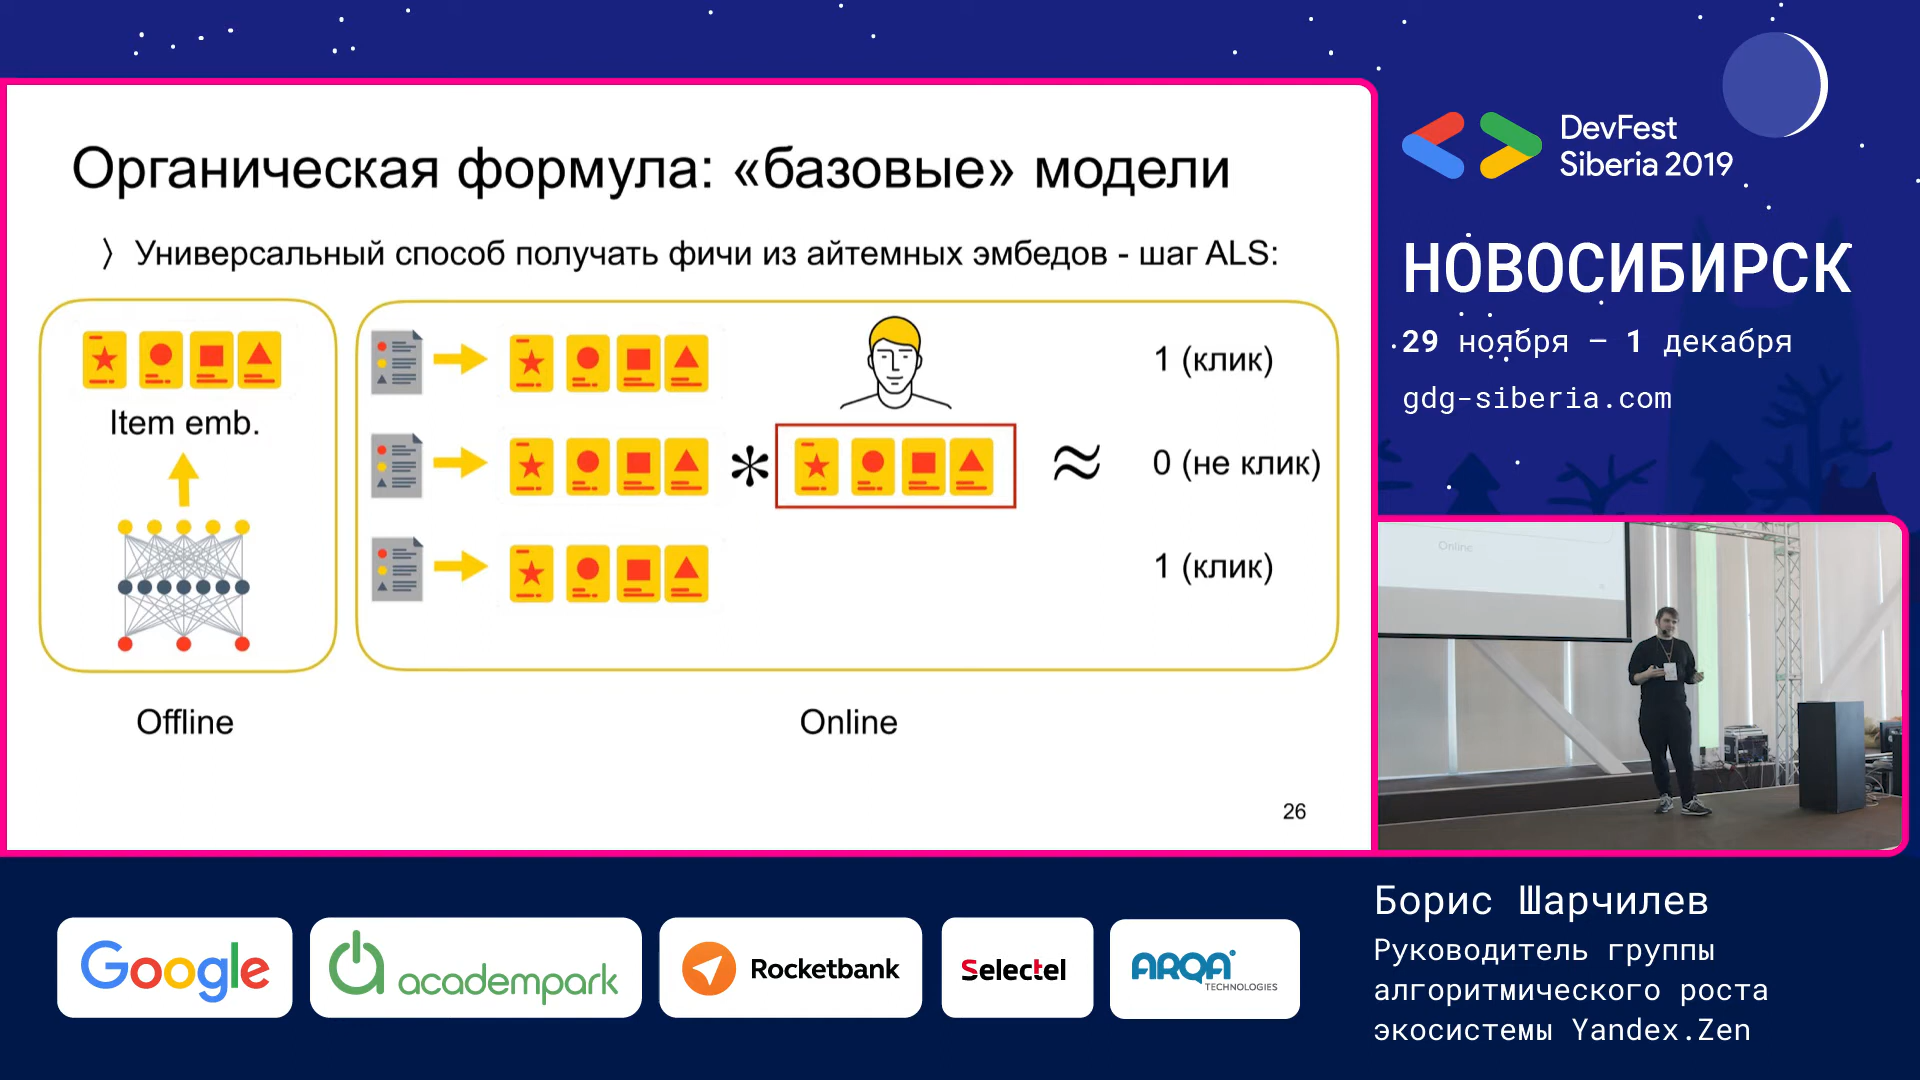 Органическая формула: «базовые» модели
〉 Универсальный способ получать фичи из айтемных эмбедов - шаг ALS:
Item emb.
1 (клик)
* ≈ 0 (не клик)
1 (клик)
Offline
Online
26
DevFest
Siberia 2019
НОВОСИБИРСК
29 ноября – 1 декабря
gdg-siberia.com
Online
Google
academpark
Rocketbank
Selectel
ARQA
TECHNOLOGIES
Борис Шарчилев
Руководитель группы
алгоритмического роста
экосистемы Yandex.Zen